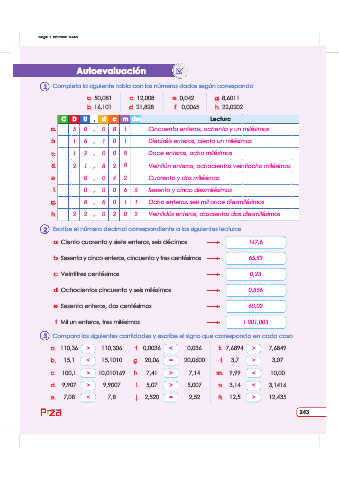 Autoevaluación
1 Completa la siguiente tabla con los números dados según corresponda
a. 50,081 c. 12,008 e. 0,042 g. 8,6011
b. 16,101 d. 21,828 f. 0,0065 h. 22,0202
C D U , d c m dm Lectura
a. 5 0 , 0 8 1 Cincuenta enteros, ochenta y un milésimos
b. 1 6 , 1 0 1 Dieciséis enteros, ciento un milésimos
c. 1 2 , 0 0 8 Doce enteros, ocho milésimos
d. 2 1 , 8 2 8 Veintiún enteros, ochocientos veintiocho milésimos
e. 0 , 0 4 2 Cuarenta y dos milésimos
f. 0 , 0 0 6 5 Sesenta y cinco diezmilésimos
g. 8 , 6 0 1 1 Ocho enteros, seis mil once diezmilésimos
h. 2 2 , 0 2 0 2 Veintidós enteros, doscientos dos diezmilésimos
2 Escribe el número decimal correspondiente a las siguientes lecturas
a Ciento cuarenta y siete enteros, seis décimos 147,6
b Sesenta y cinco enteros, cincuenta y tres centésimos 65,53
c Veintitrés centésimos 0,23
d Ochocientos cincuenta y seis milésimos 0,856
e Sesenta enteros, dos centésimos 60,02
f Mil un enteros, tres milésimos 1 001,003
3 Compara las siguientes cantidades y escribe el signo que corresponda en cada caso
a. 110,36 > 110,306 f. 0,0036 < 0,036 k. 7,6894 > 7,6849
b. 15,1 < 15,1010 g. 20,06 = 20,0600 l. 3,7 > 3,07
c. 100,1 > 10,010169 h. 7,41 > 7,14 m. 9,99 < 10,00
d. 9,907 > 9,9007 i. 5,07 > 5,007 n. 3,14 < 3,1416
e. 7,08 < 7,8 j. 2,520 = 2,52 ñ. 12,5 > 12,435
243